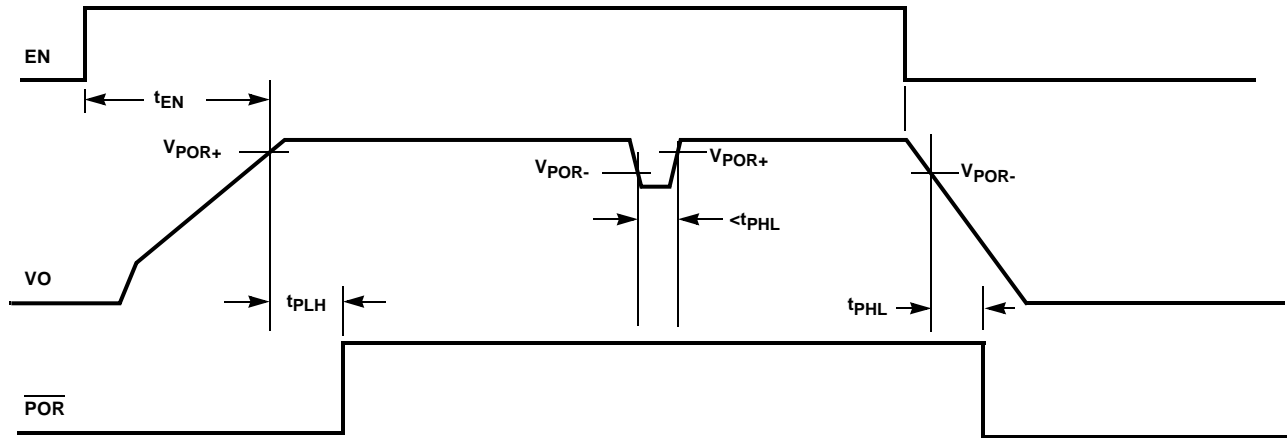 EN
tEN
VPOR+
VPOR-
VPOR+
VPOR-
<tPHL
VO
tPLH
tPHL
POR